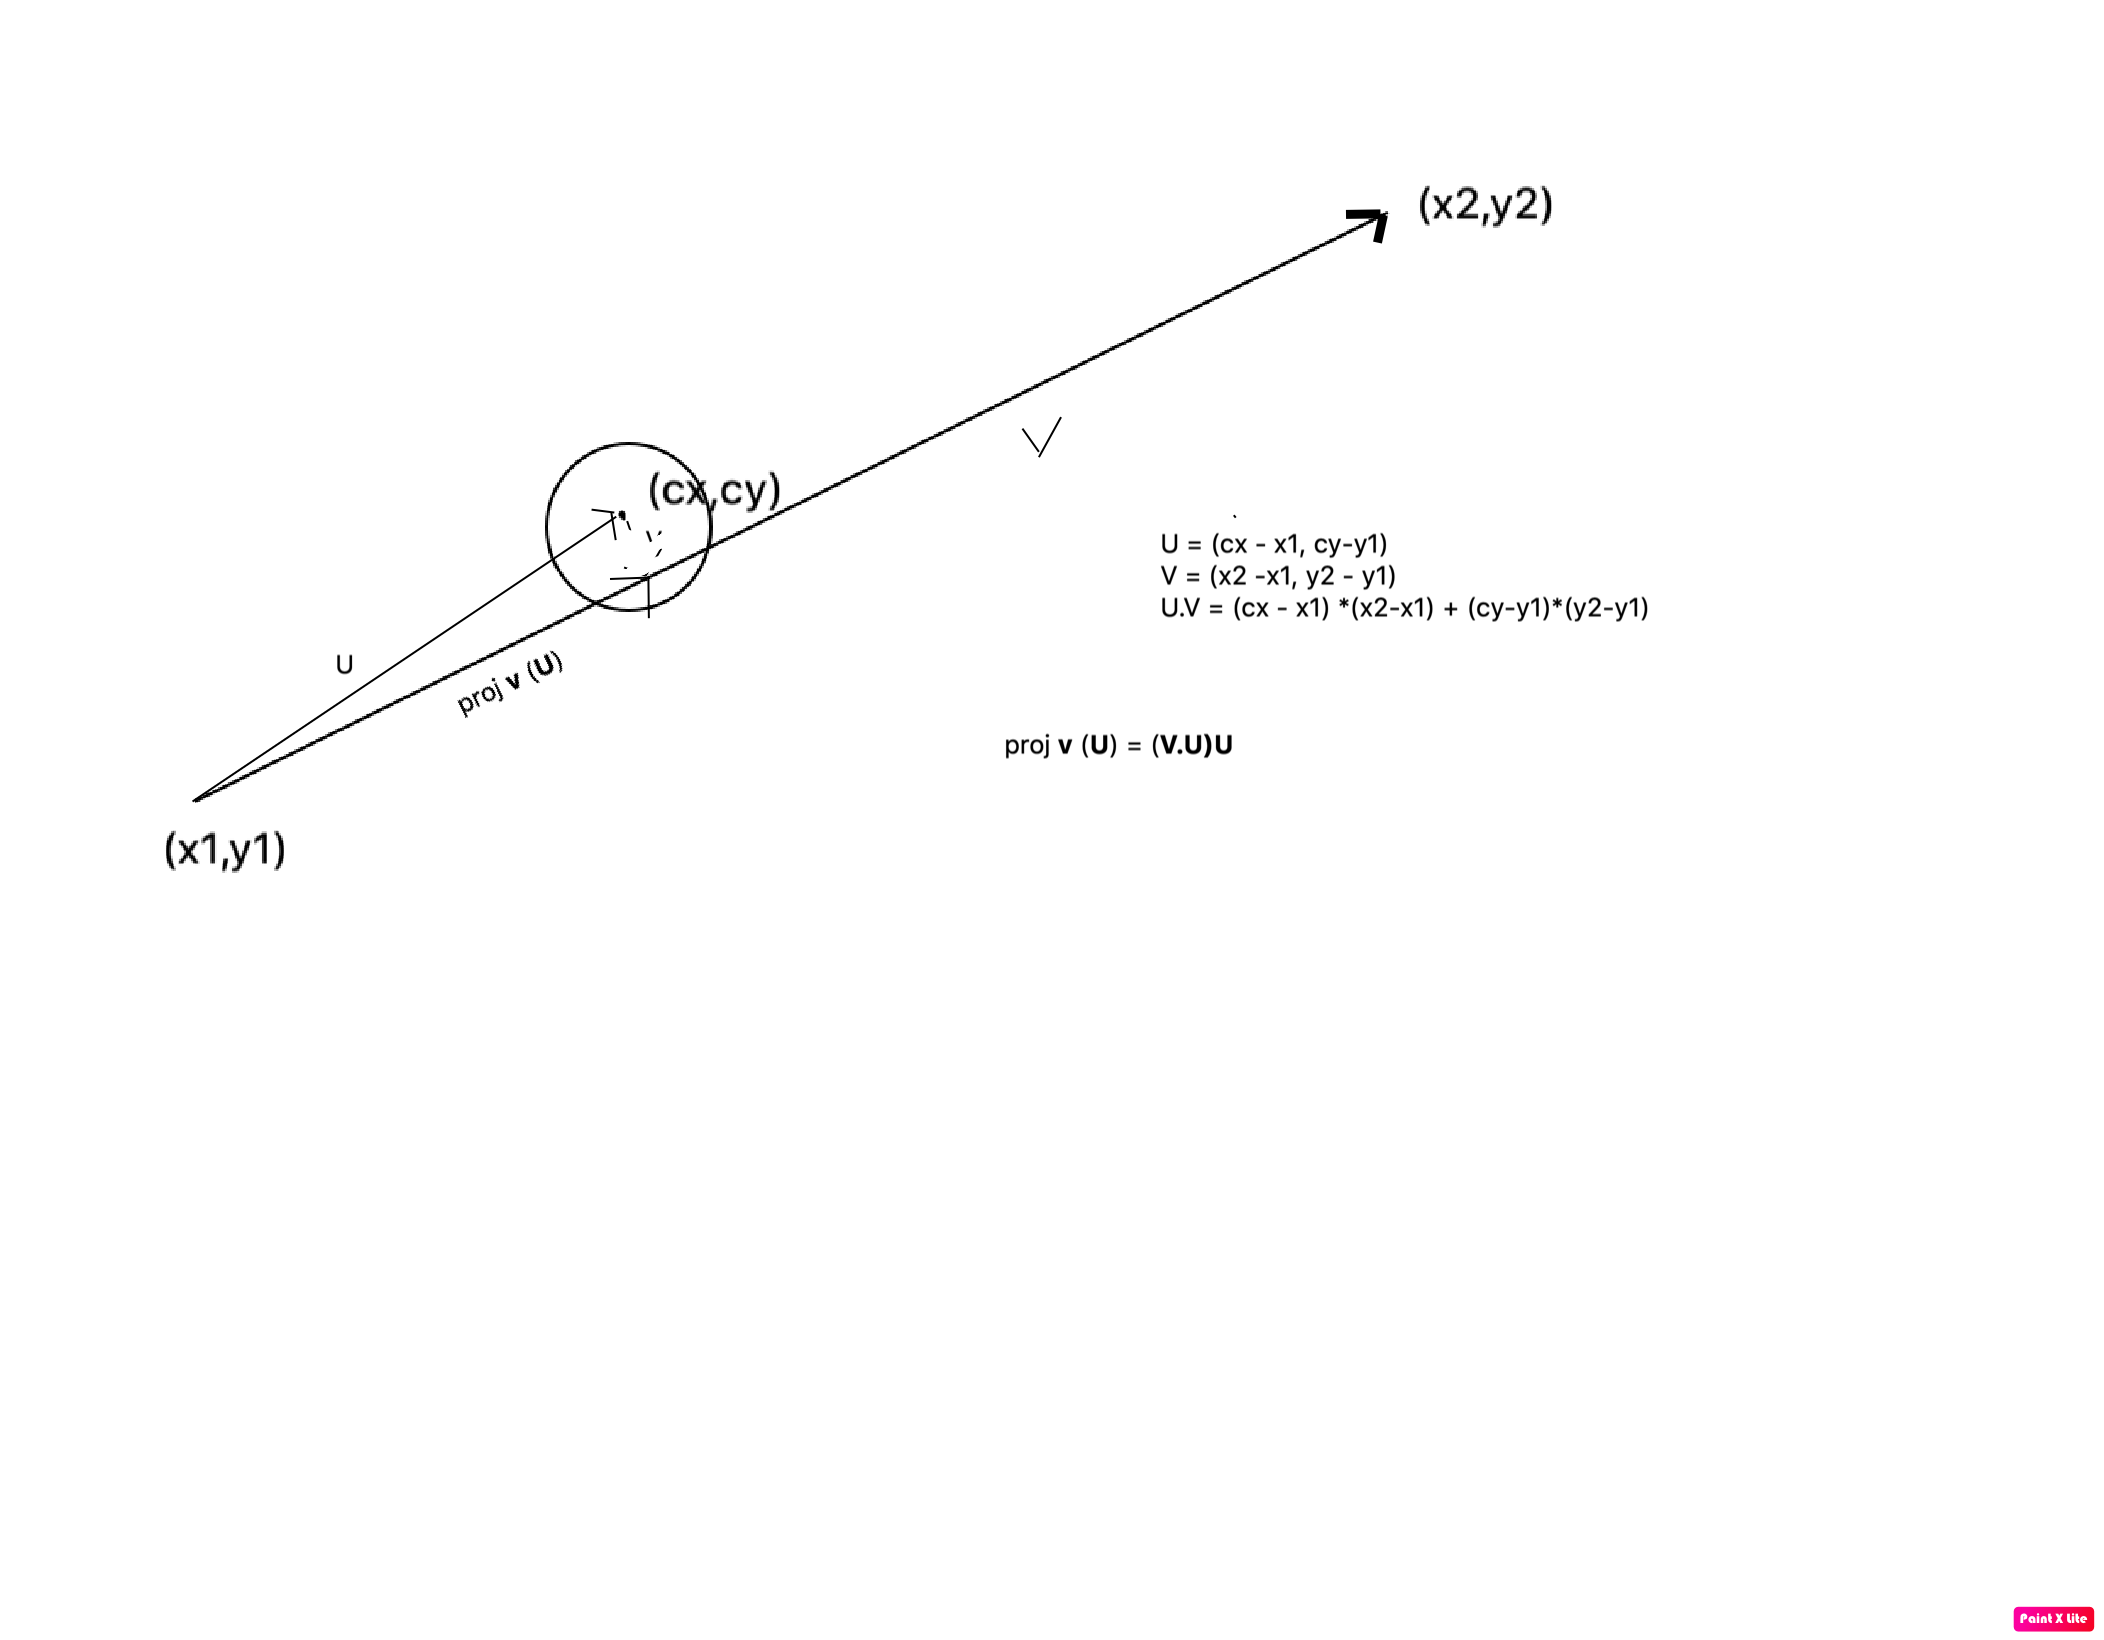 (x2,y2)
V
(cx,cy)
U = (cx - x1, cy-y1)
V = (x2 -x1, y2 - y1)
U.V = (cx - x1) *(x2-x1) + (cy-y1)*(y2-y1)
U
proj v (U)
proj v (U) = (V.U)U
(x1,y1)
Paint X Lite